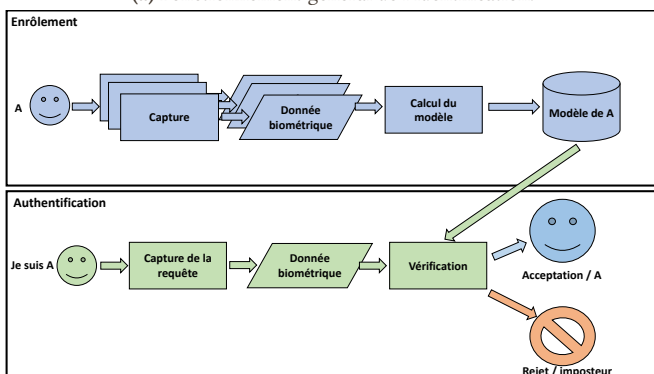 Enrôlement
A
Capture
Donnée
biométrique
Calcul du
modèle
Modèle de A
Authentification
Je suis A
Capture de la
requête
Donnée
biométrique
Vérification
Acceptation / A
Rejet / imposteur